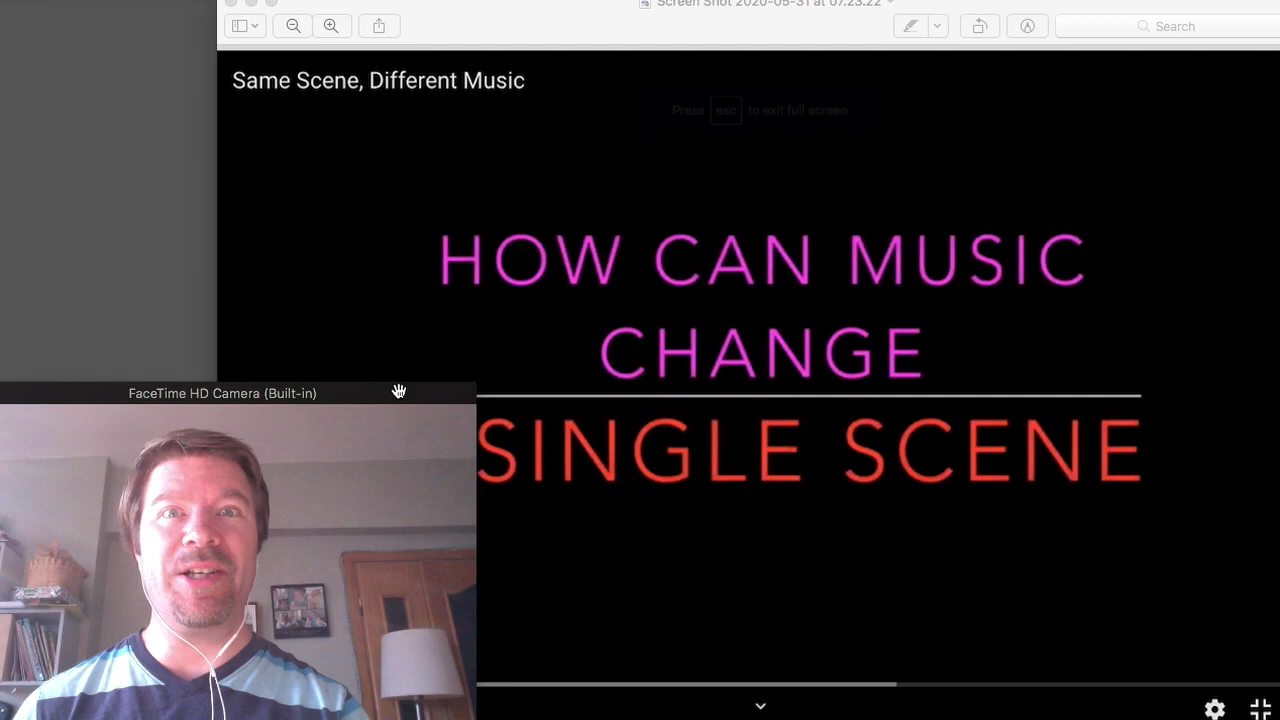 Screen Shot 2020-05-31 at 07.23.22
Search
Same Scene, Different Music
Press esc to exit full screen
HOW CAN MUSIC
CHANGE
SINGLE SCENE
FaceTime HD Camera (Built-in)